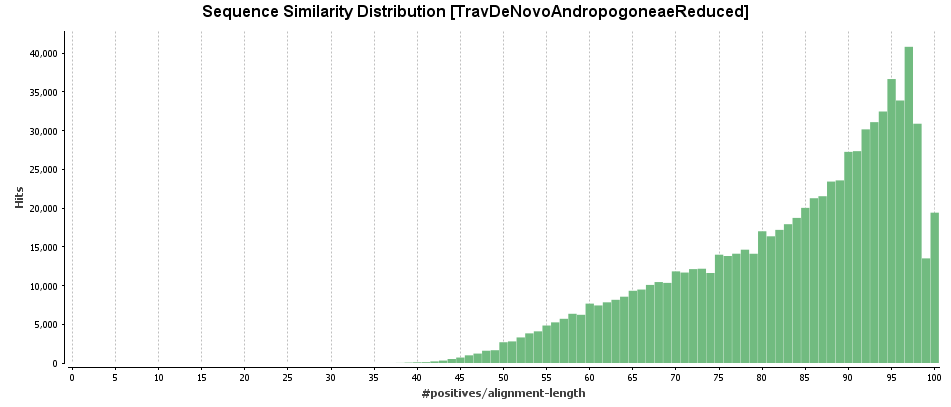 Sequence Similarity Distribution [TravDeNovoAndropogoneaeReduced]
40,000
35,000
30,000
25,000
20,000
15,000
10,000
5,000
0
Hits
0 5 10 15 20 25 30 35 40 45 50 55 60 65 70 75 80 85 90 95 100
#positives/alignment-length